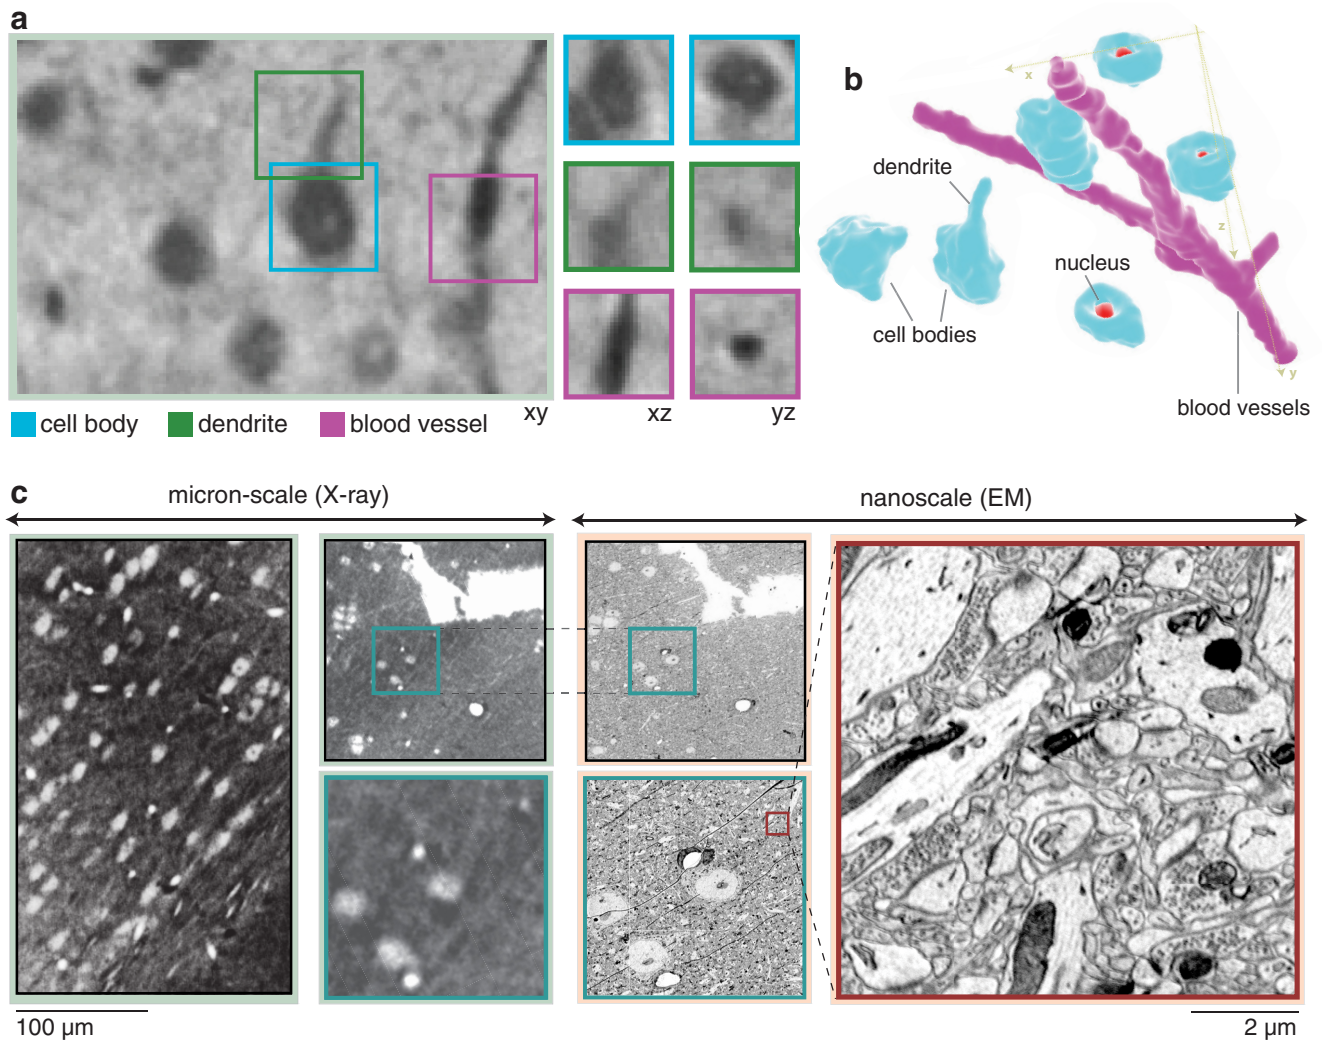 a
cell body
dendrite
blood vessel
xy
xz
yz
b
x
dendrite
z
nucleus
cell bodies
y
blood vessels
c
micron-scale (X-ray)
nanoscale (EM)
100 µm
2 µm